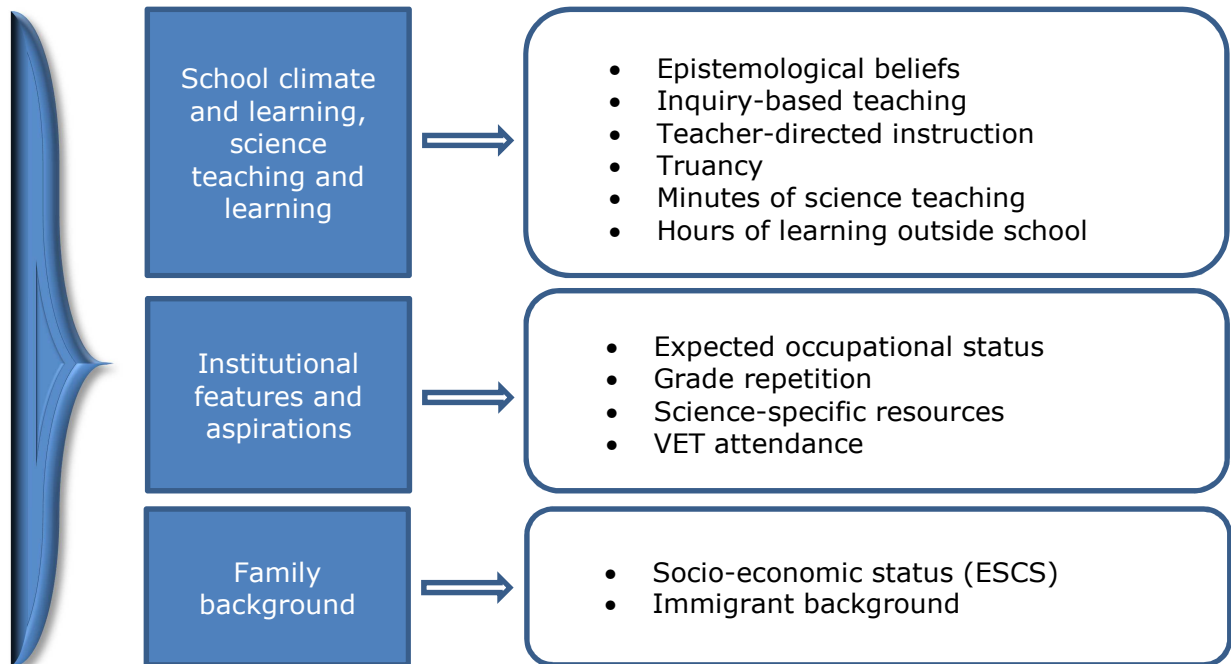 School climate
and learning,
science
teaching and
learning
• Epistemological beliefs
• Inquiry-based teaching
• Teacher-directed instruction
• Truancy
• Minutes of science teaching
• Hours of learning outside school
Institutional
features and
aspirations
• Expected occupational status
• Grade repetition
• Science-specific resources
• VET attendance
Family
background
• Socio-economic status (ESCS)
• Immigrant background